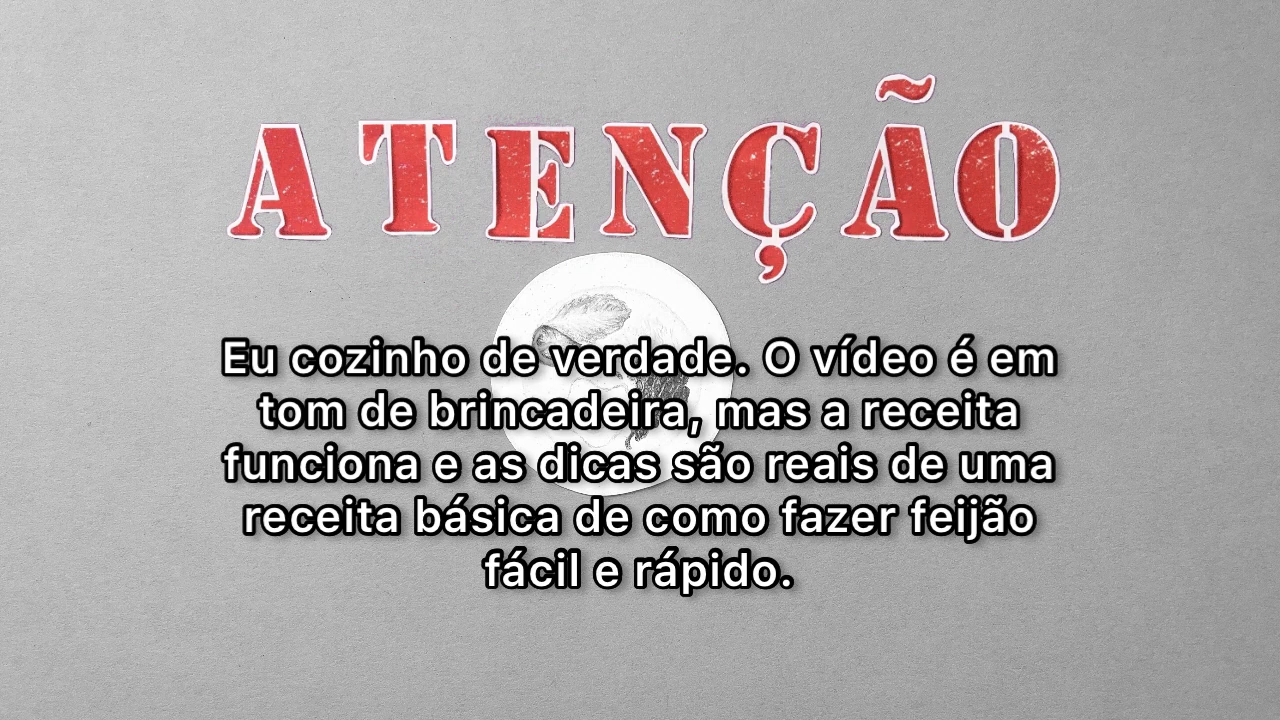 ATENÇÃO
Eu cozinho de verdade. O vídeo é em
tom de brincadeira, mas a receita
funciona e as dicas são reais de uma
receita básica de como fazer feijão
fácil e rápido.